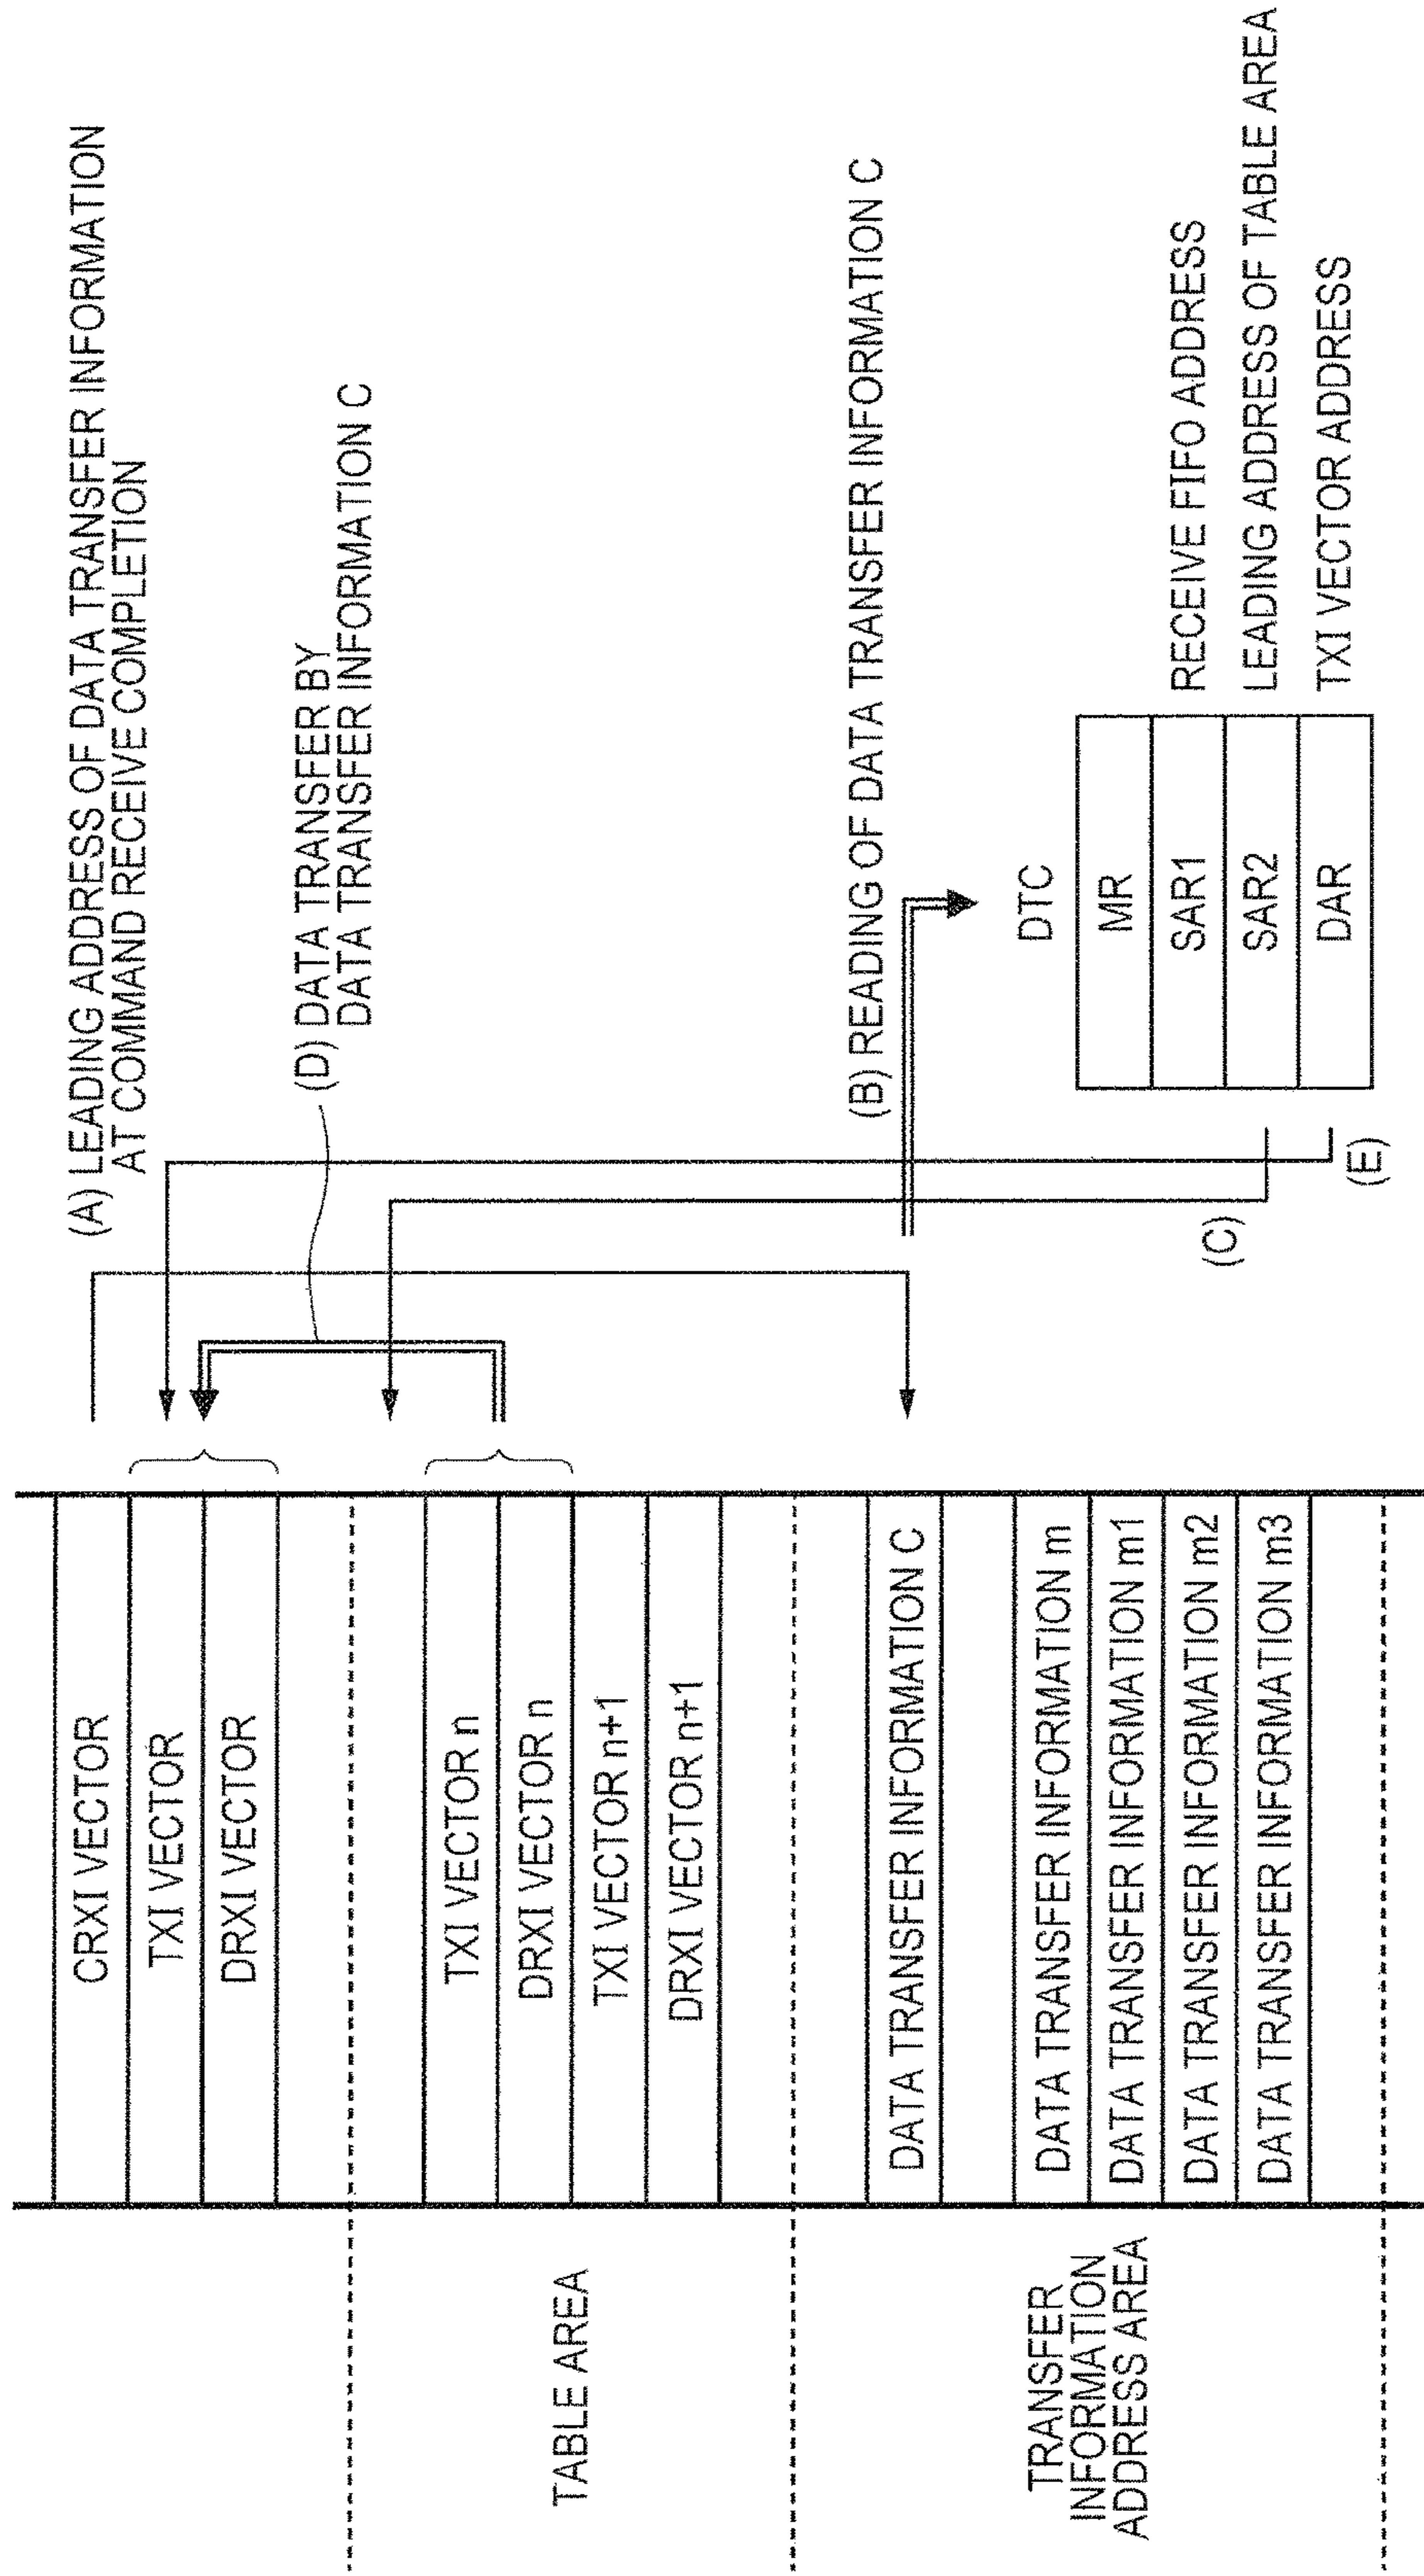 (A) LEADING ADDRESS OF DATA TRANSFER INFORMATION
AT COMMAND RECEIVE COMPLETION
CRXI VECTOR
TXI VECTOR
DRXI VECTOR
(D) DATA TRANSFER BY
DATA TRANSFER INFORMATION C
TABLE AREA
TXI VECTOR n
DRXI VECTOR n
TXI VECTOR n+1
DRXI VECTOR n+1
(B) READING OF DATA TRANSFER INFORMATION C
TRANSFER
INFORMATION
ADDRESS AREA
DATA TRANSFER INFORMATION C
DATA TRANSFER INFORMATION m
DATA TRANSFER INFORMATION m1
DATA TRANSFER INFORMATION m2
DATA TRANSFER INFORMATION m3
DTC
MR
SAR1 RECEIVE FIFO ADDRESS
(C)
SAR2 LEADING ADDRESS OF TABLE AREA
DAR TXI VECTOR ADDRESS
(E)